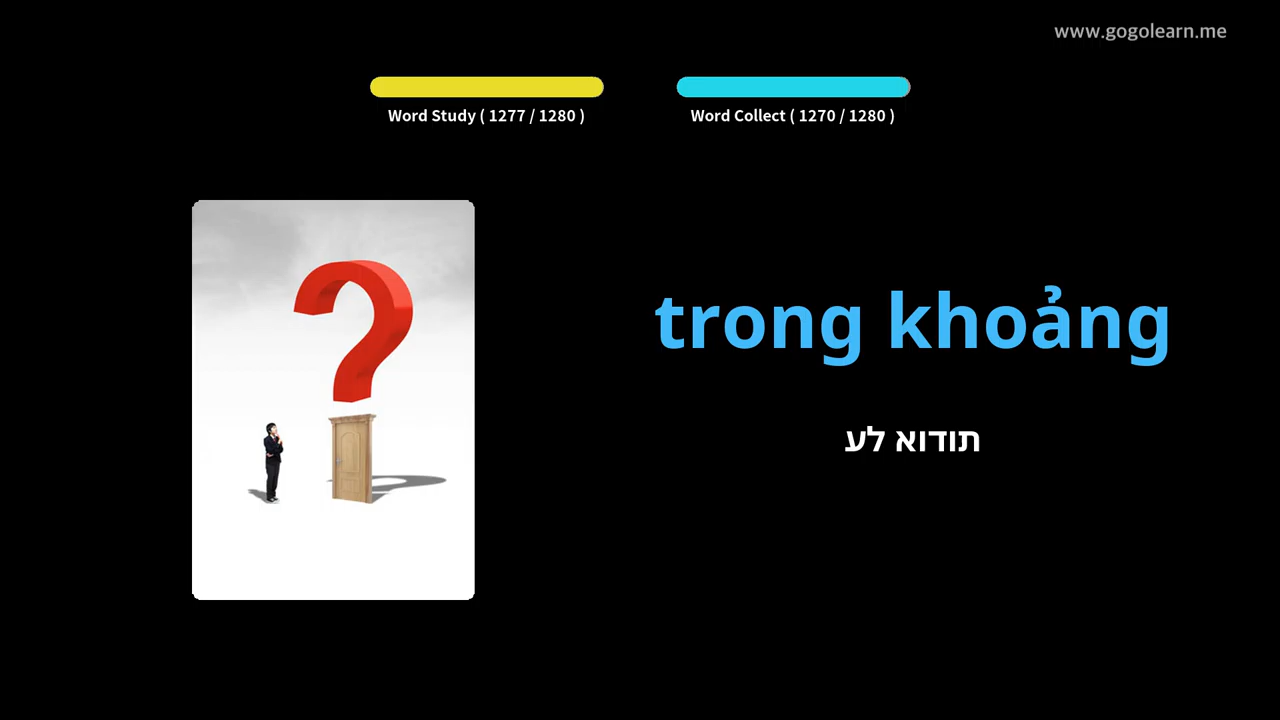 www.gogolearn.me
Word Study ( 1277 / 1280 )
Word Collect ( 1270 / 1280 )
trong khoảng
תודוא לע